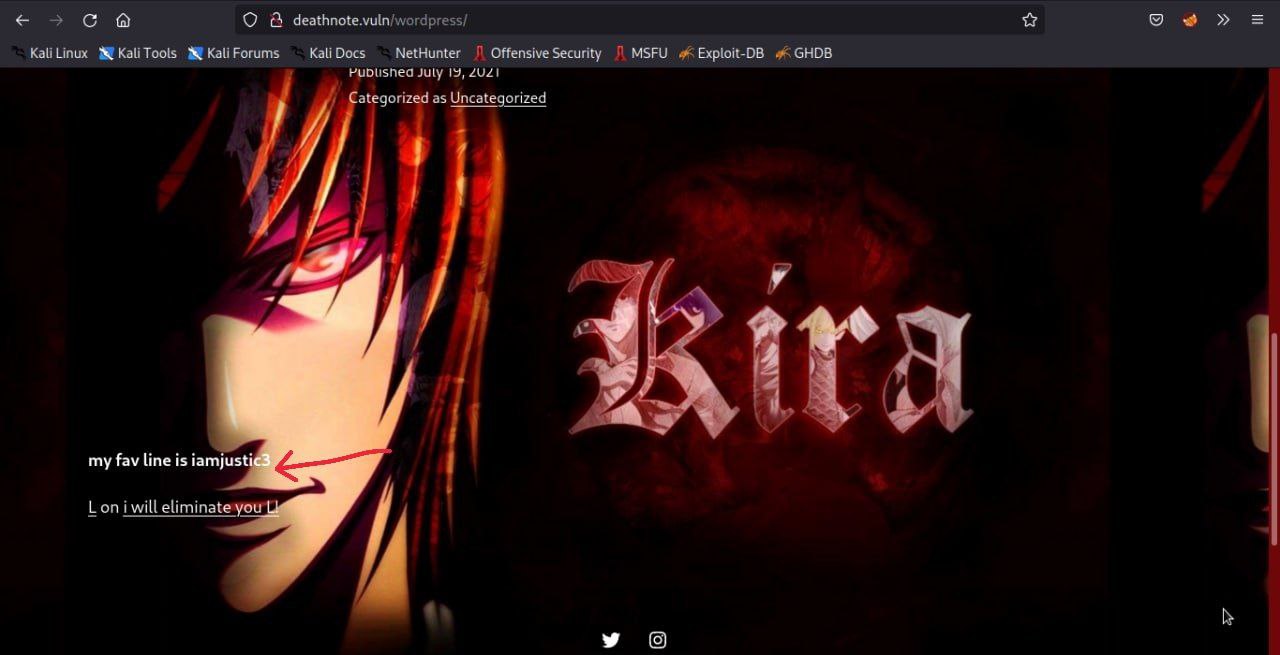 deathnote.vuln/wordpress/
Kali Linux Kali Tools Kali Forums Kali Docs NetHunter Offensive Security MSFU Exploit-DB GHDB
Published July 19, 2021
Categorized as Uncategorized
Kira
my fav line is iamjustic3
L on i will eliminate you L!